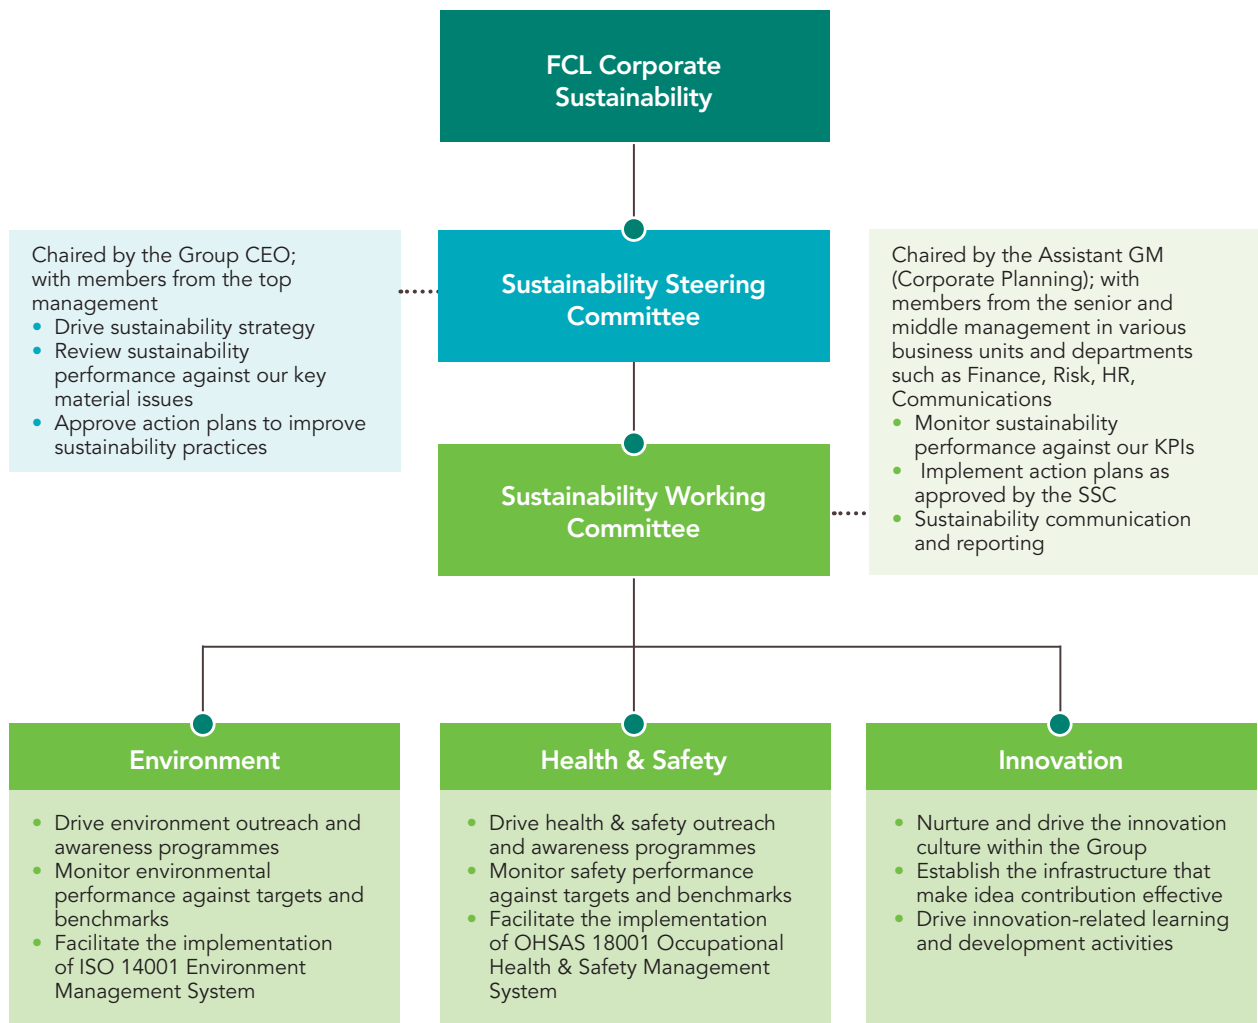 FCL Corporate
Sustainability
Chaired by the Group CEO;
with members from the top
management
• Drive sustainability strategy
• Review sustainability
performance against our key
material issues
• Approve action plans to improve
sustainability practices
Sustainability Steering
Committee
Chaired by the Assistant GM
(Corporate Planning); with
members from the senior and
middle management in various
business units and departments
such as Finance, Risk, HR,
Communications
• Monitor sustainability
performance against our KPIs
• Implement action plans as
approved by the SSC
• Sustainability communication
and reporting
Sustainability Working
Committee
Environment
• Drive environment outreach and
awareness programmes
• Monitor environmental
performance against targets and
benchmarks
• Facilitate the implementation
of ISO 14001 Environment
Management System
Health & Safety
• Drive health & safety outreach
and awareness programmes
• Monitor safety performance
against targets and benchmarks
• Facilitate the implementation
of OHSAS 18001 Occupational
Health & Safety Management
System
Innovation
• Nurture and drive the innovation
culture within the Group
• Establish the infrastructure that
make idea contribution effective
• Drive innovation-related learning
and development activities